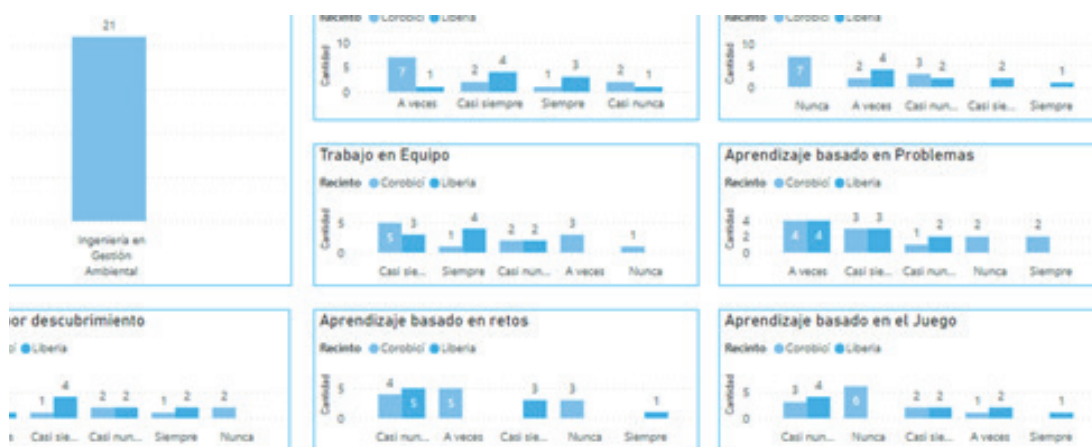 21
Ingeniería en
Gestión
Ambiental
Recinto Corobicí Liberia
Cantidad
10
5
0
7 1 2 4 1 3 2 1
A veces Casi siempre Siempre Casi nunca
Recinto Corobicí Liberia
Cantidad
10
5
0
7 2 4 3 2 2 1
Nunca A veces Casi nun... Casi sie... Siempre
Trabajo en Equipo
Recinto Corobicí Liberia
Cantidad
5
0
5 3 1 4 2 2 3 1
Casi sie... Siempre Casi nun... A veces Nunca
Aprendizaje basado en Problemas
Recinto Corobicí Liberia
Cantidad
4
2
0
4 4 3 3 1 2 2 2
A veces Casi sie... Casi nun... Nunca Siempre
por descubrimiento
Liberia
1 4 2 2 1 2 2
Casi sie... Casi nun... Siempre Nunca
Aprendizaje basado en retos
Recinto Corobicí Liberia
Cantidad
5
0
4 5 5 3 3 1
Casi nun... A veces Casi sie... Nunca Siempre
Aprendizaje basado en el Juego
Recinto Corobicí Liberia
Cantidad
5
0
3 4 6 2 2 1 2 1
Casi nun... Nunca Casi sie... A veces Siempre